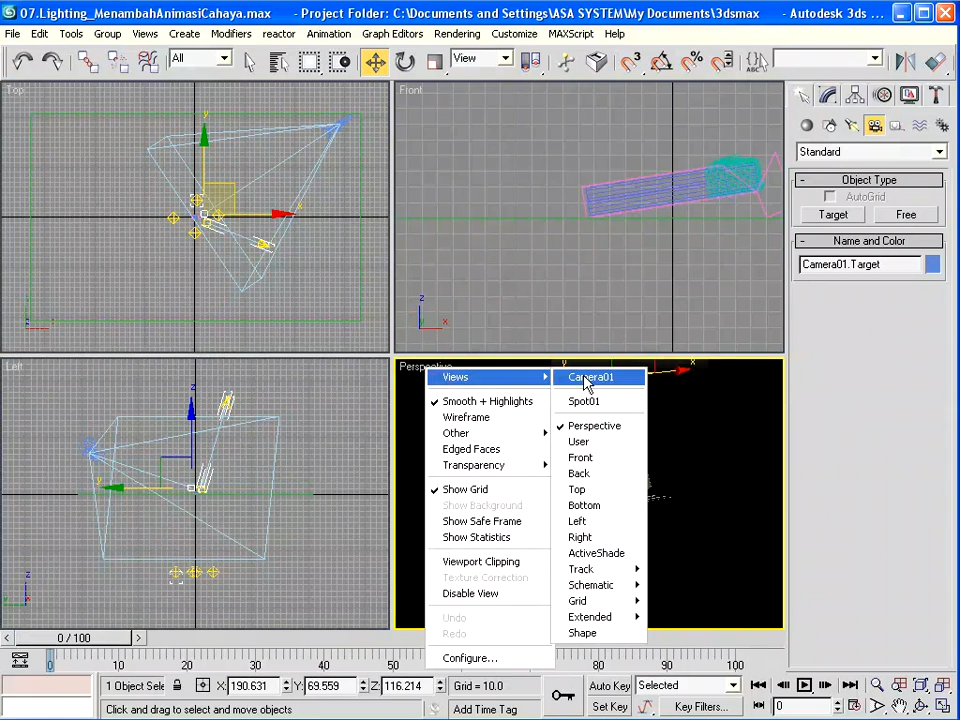 07.Lighting_MenambahAnimasiCahaya.max - Project Folder: C:\Documents and Settings\ASA SYSTEM\My Documents\3dsmax - Autodesk 3ds ...
File Edit Tools Group Views Create Modifiers reactor Animation Graph Editors Rendering Customize MAXScript Help
All View
Top Front
y
x
z
x
Standard
- Object Type
AutoGrid
Target Free
- Name and Color
Camera01.Target
Left
z
y
z
Perspective
y x
Views
Smooth + Highlights
Wireframe
Other
Edged Faces
Transparency
Show Grid
Show Background
Show Safe Frame
Show Statistics
Viewport Clipping
Texture Correction
Disable View
Undo
Redo
Configure...
Camera01
Spot01
Perspective
User
Front
Back
Top
Bottom
Left
Right
ActiveShade
Track
Schematic
Grid
Extended
Shape
0 / 100
0 10 20 30 40 50 80 90 100
1 Object Sele X: 190.631 Y: 69.559 Z: 116.214 Grid = 10.0 Auto Key Selected
Click and drag to select and move objects Add Time Tag Set Key Key Filters... 0